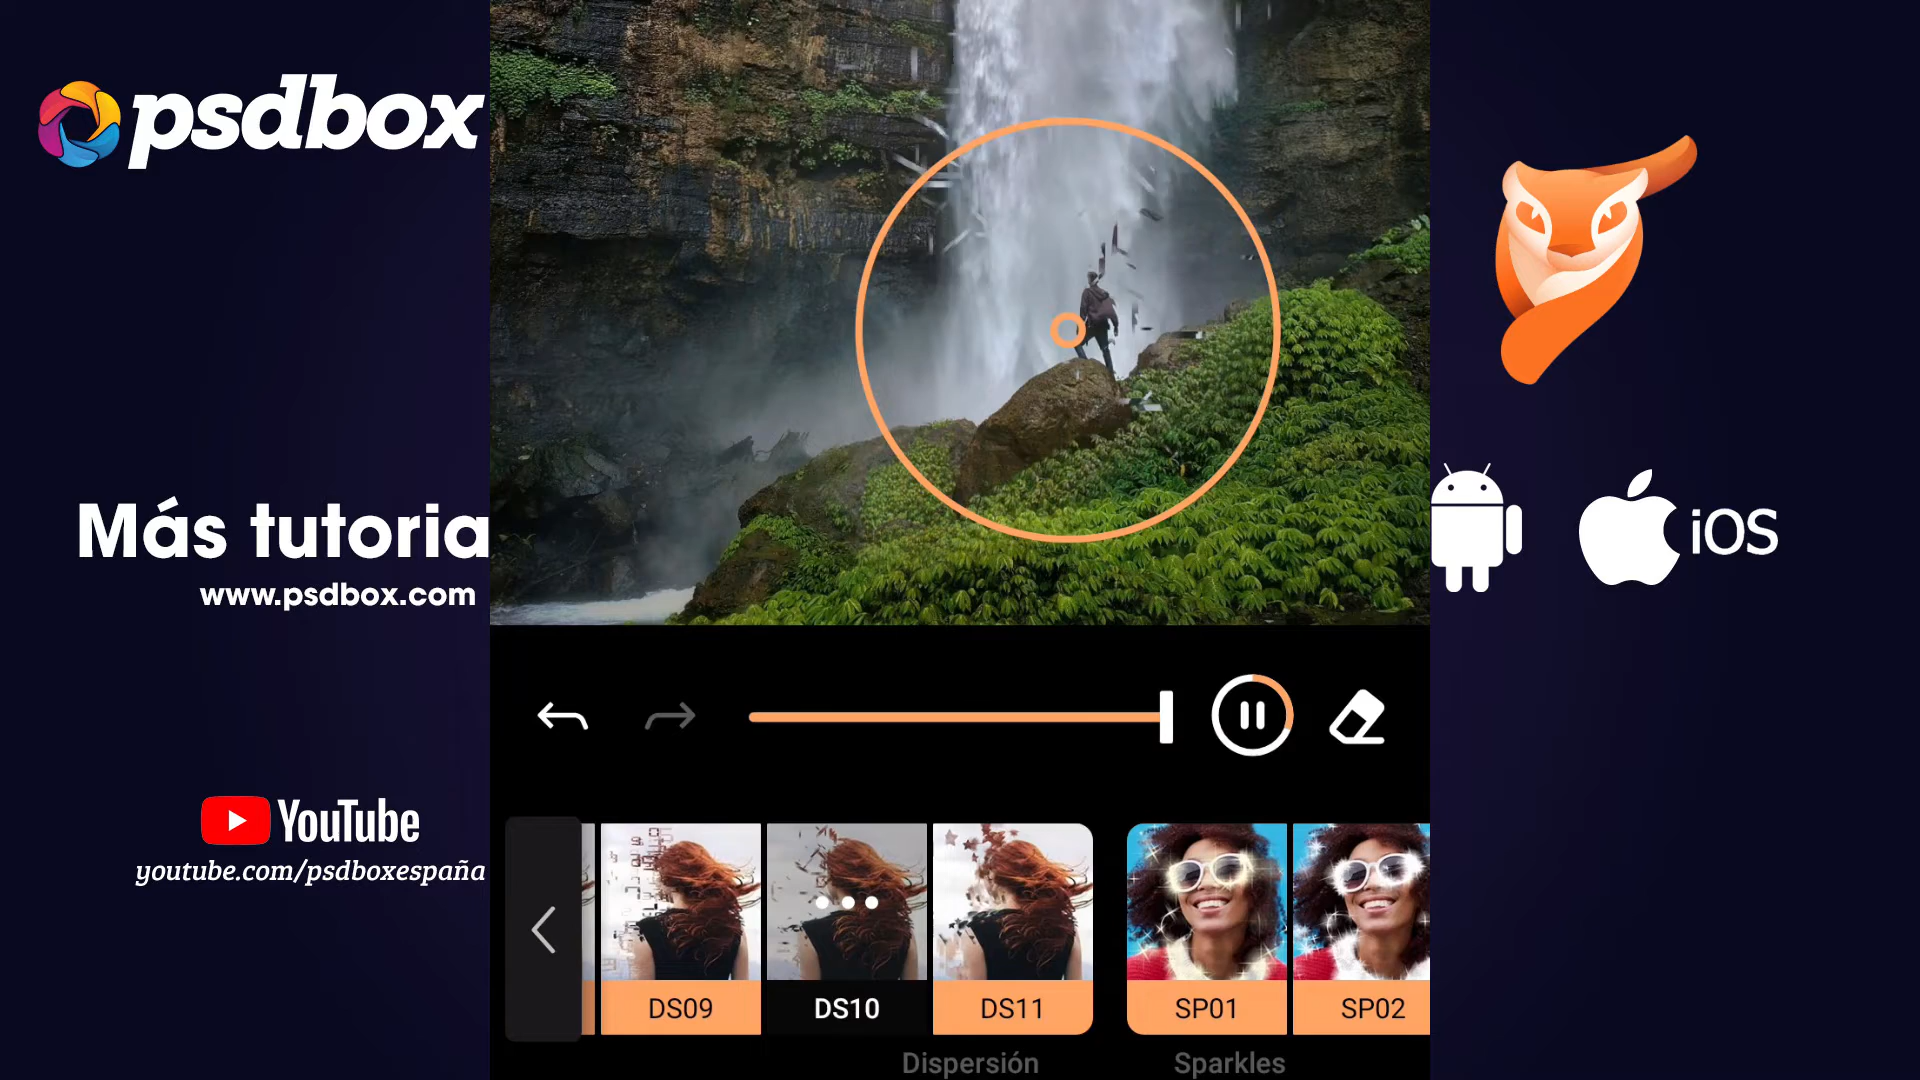 psdbox
Más tutoria
www.psdbox.com
YouTube
youtube.com/psdboxespaña
iOS
DS09
DS10
DS11
SP01
SP02
Dispersión
Sparkles